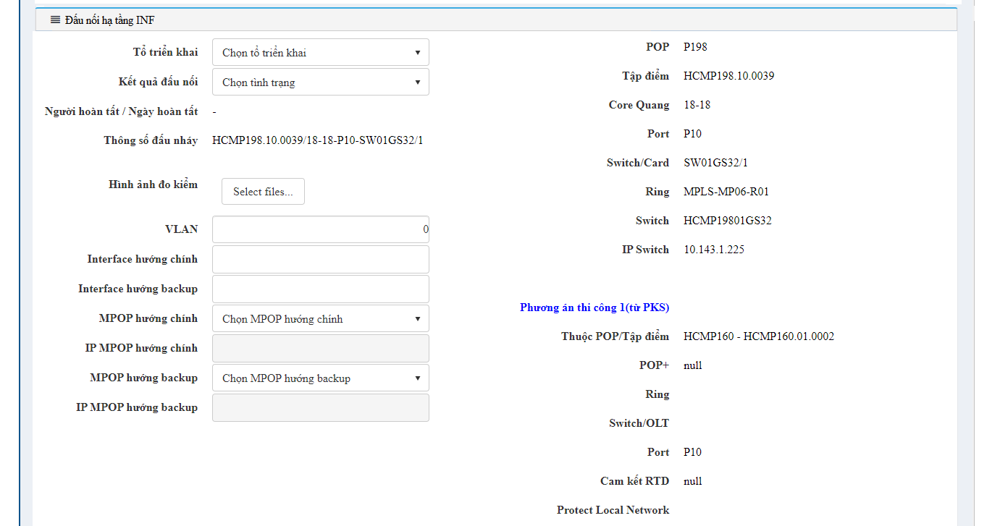 Đấu nối hạ tầng INF
Tổ triển khai Chọn tổ triển khai
Kết quả đấu nối Chọn tình trạng
Người hoàn tất / Ngày hoàn tất -
Thông số đấu nháy HCMP198.10.0039/18-18-P10-SW01GS32/1
Hình ảnh đo kiểm Select files...
VLAN 0
Interface hướng chính
Interface hướng backup
MPOP hướng chính Chọn MPOP hướng chính
IP MPOP hướng chính
MPOP hướng backup Chọn MPOP hướng backup
IP MPOP hướng backup
POP P198
Tập điểm HCMP198.10.0039
Core Quang 18-18
Port P10
Switch/Card SW01GS32/1
Ring MPLS-MP06-R01
Switch HCMP19801GS32
IP Switch 10.143.1.225
Phương án thi công 1(từ PKS)
Thuộc POP/Tập điểm HCMP160 - HCMP160.01.0002
POP+ null
Ring
Switch/OLT
Port P10
Cam kết RTD null
Protect Local Network